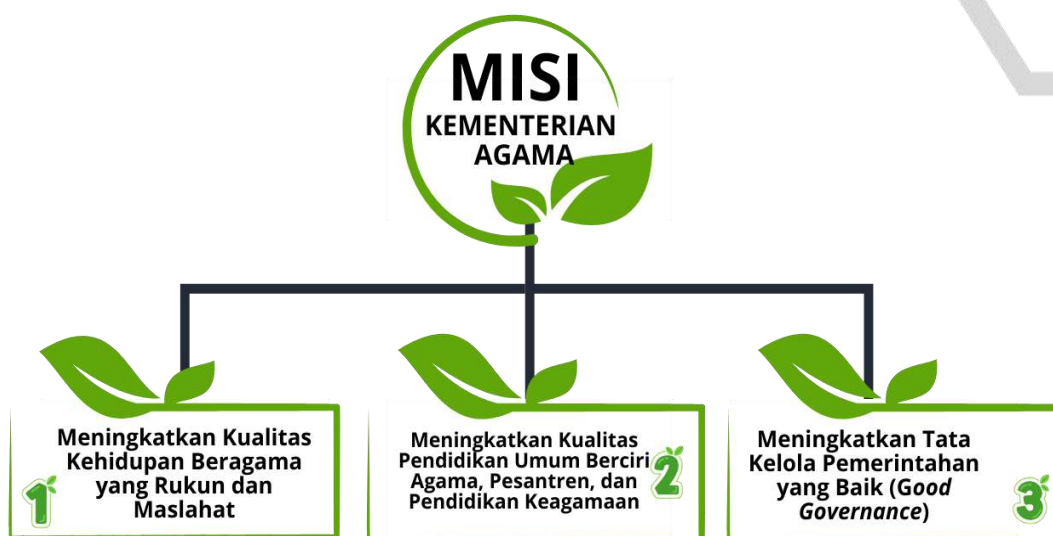 MISI
KEMENTERIAN
AGAMA
Meningkatkan Kualitas
Kehidupan Beragama
yang Rukun dan
Maslahat
1
Meningkatkan Kualitas
Pendidikan Umum Berciri
Agama, Pesantren, dan
Pendidikan Keagamaan
2
Meningkatkan Tata
Kelola Pemerintahan
yang Baik (Good
Governance)
3